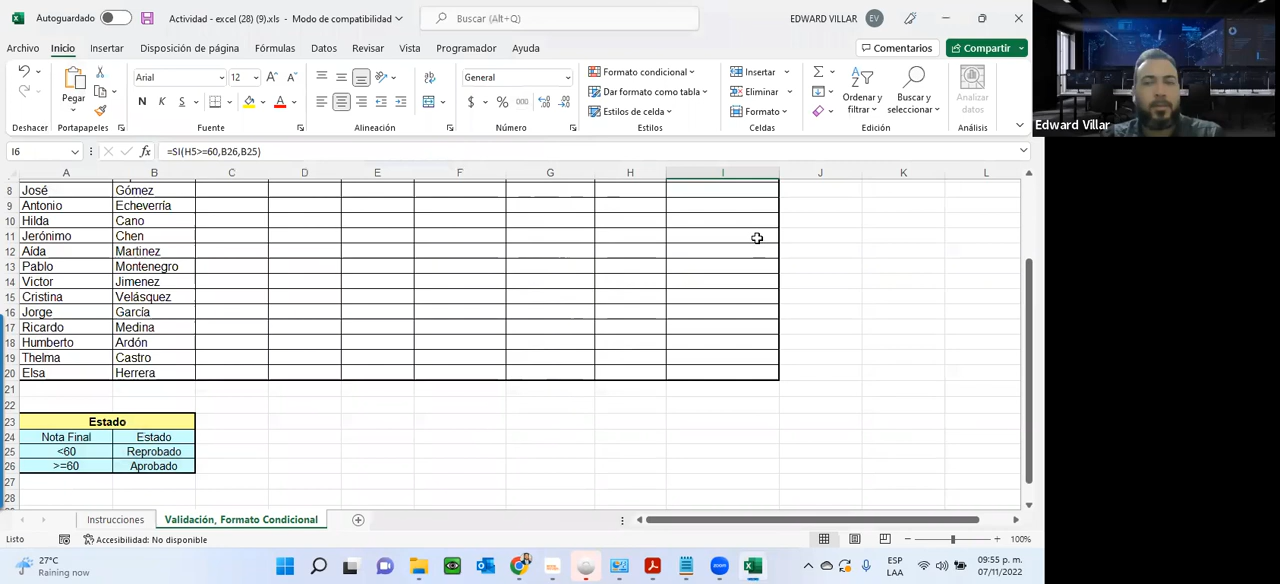 Autoguardado Actividad - excel (28) (9).xls - Modo de compatibilidad Buscar (Alt+Q) EDWARD VILLAR EV
Archivo Inicio Insertar Disposición de página Fórmulas Datos Revisar Vista Programador Ayuda Comentarios Compartir
Pegar Arial 12 General Formato condicional Dar formato como tabla Estilos de celda Insertar Eliminar Formato Ordenar y filtrar Buscar y seleccionar Analizar datos
N K S A $ % 000
Deshacer Portapapeles Fuente Alineación Número Estilos Celdas Edición Análisis
Edward Villar
I6 fx =SI(H5>=60,B26,B25)
A B C D E F G H I J K L
8 José Gómez
9 Antonio Echeverría
10 Hilda Cano
11 Jerónimo Chen
12 Aída Martinez
13 Pablo Montenegro
14 Victor Jimenez
15 Cristina Velásquez
16 Jorge García
17 Ricardo Medina
18 Humberto Ardón
19 Thelma Castro
20 Elsa Herrera
21
22
23 Estado
24 Nota Final Estado
25 <60 Reprobado
26 >=60 Aprobado
27
28
Instrucciones Validación, Formato Condicional
Listo Accesibilidad: No disponible 100%
27°C
Raining now
zoom
ESP
LAA
09:55 p. m.
07/11/2022